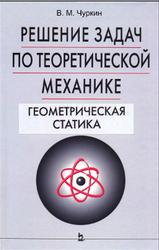 В. М. Чуркин
РЕШЕНИЕ ЗАДАЧ
ПО ТЕОРЕТИЧЕСКОЙ
МЕХАНИКЕ
ГЕОМЕТРИЧЕСКАЯ
СТАТИКА